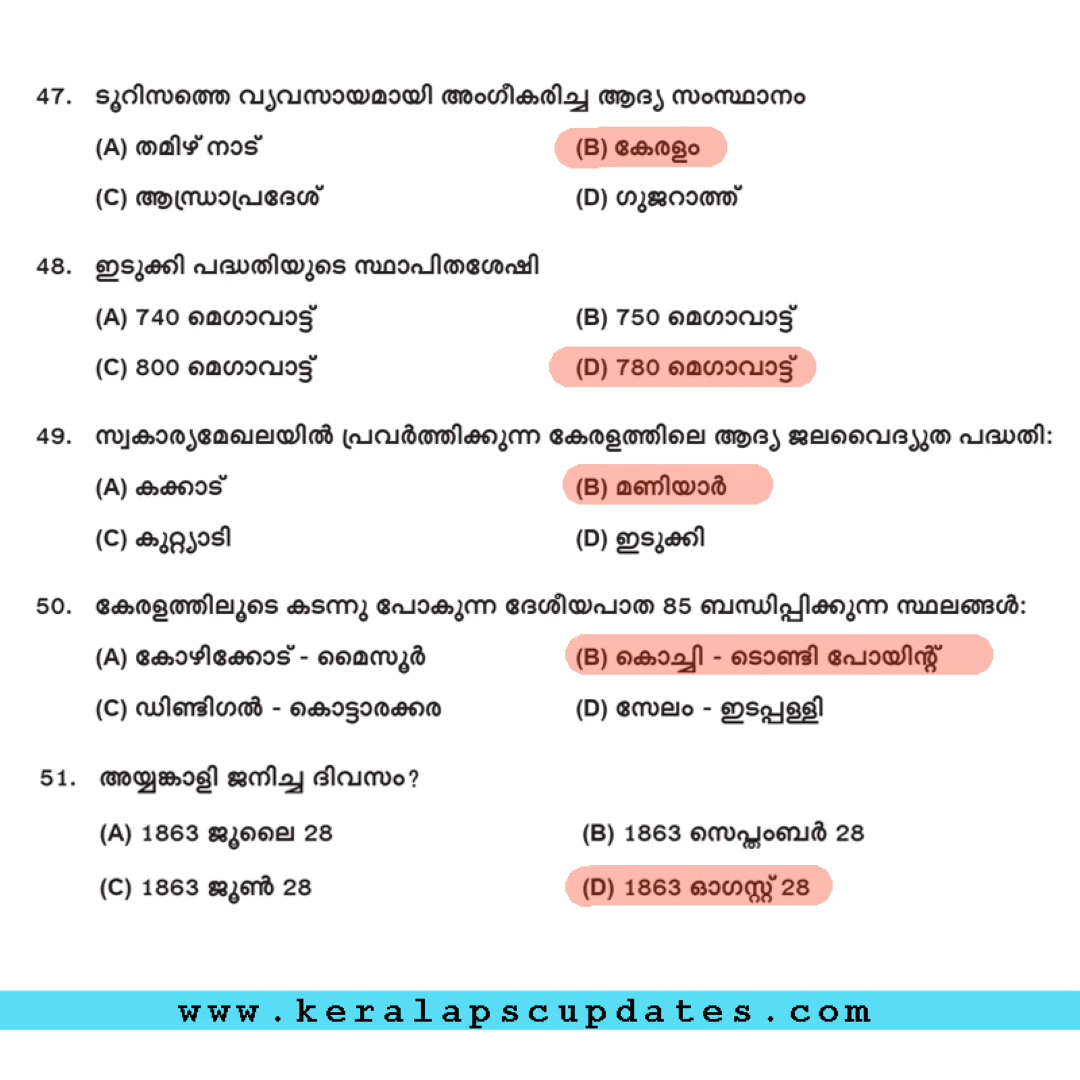 47. ടൂറിസത്തെ വ്യവസായമായി അംഗീകരിച്ച ആദ്യ സംസ്ഥാനം
(A) തമിഴ് നാട് (B) കേരളം
(C) ആന്ധ്രാപ്രദേശ് (D) ഗുജറാത്ത്
48. ഇടുക്കി പദ്ധതിയുടെ സ്ഥാപിതശേഷി
(A) 740 മെഗാവാട്ട് (B) 750 മെഗാവാട്ട്
(C) 800 മെഗാവാട്ട് (D) 780 മെഗാവാട്ട്
49. സ്വകാര്യമേഖലയിൽ പ്രവർത്തിക്കുന്ന കേരളത്തിലെ ആദ്യ ജലവൈദ്യുത പദ്ധതി:
(A) കക്കാട് (B) മണിയാർ
(C) കുറ്റ്യാടി (D) ഇടുക്കി
50. കേരളത്തിലൂടെ കടന്നു പോകുന്ന ദേശീയപാത 85 ബന്ധിപ്പിക്കുന്ന സ്ഥലങ്ങൾ:
(A) കോഴിക്കോട് - മൈസൂർ (B) കൊച്ചി - ടൊണ്ടി പോയിന്റ്
(C) ഡിണ്ടിഗൽ - കൊട്ടാരക്കര (D) സേലം - ഇടപ്പള്ളി
51. അയ്യങ്കാളി ജനിച്ച ദിവസം?
(A) 1863 ജൂലൈ 28 (B) 1863 സെപ്തംബർ 28
(C) 1863 ജൂൺ 28 (D) 1863 ഓഗസ്റ്റ് 28
www.keralapscupdates.com